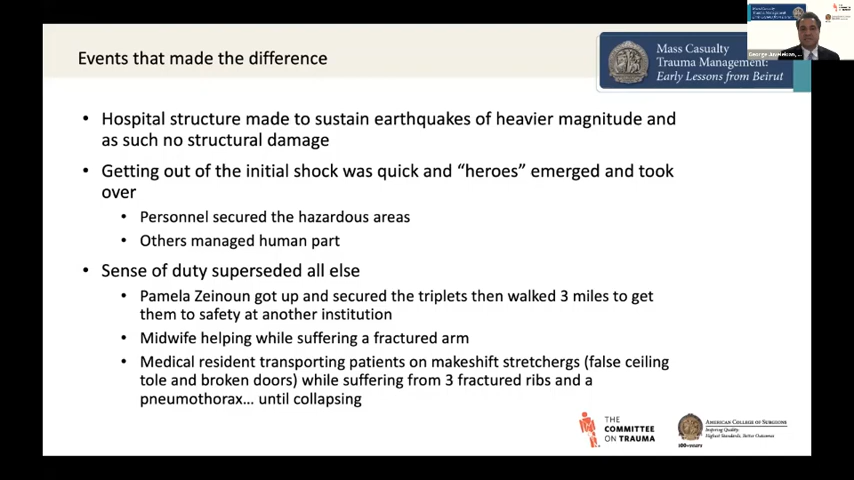 Events that made the difference
Mass Casualty
Trauma Management:
Early Lessons from Beirut
• Hospital structure made to sustain earthquakes of heavier magnitude and
as such no structural damage
• Getting out of the initial shock was quick and “heroes” emerged and took
over
• Personnel secured the hazardous areas
• Others managed human part
• Sense of duty superseded all else
• Pamela Zeinoun got up and secured the triplets then walked 3 miles to get
them to safety at another institution
• Midwife helping while suffering a fractured arm
• Medical resident transporting patients on makeshift stretchergs (false ceiling
tole and broken doors) while suffering from 3 fractured ribs and a
pneumothorax… until collapsing
THE
COMMITTEE
ON TRAUMA
AMERICAN COLLEGE OF SURGEONS
Inspiring Quality:
Highest Standards, Better Outcomes
100+years